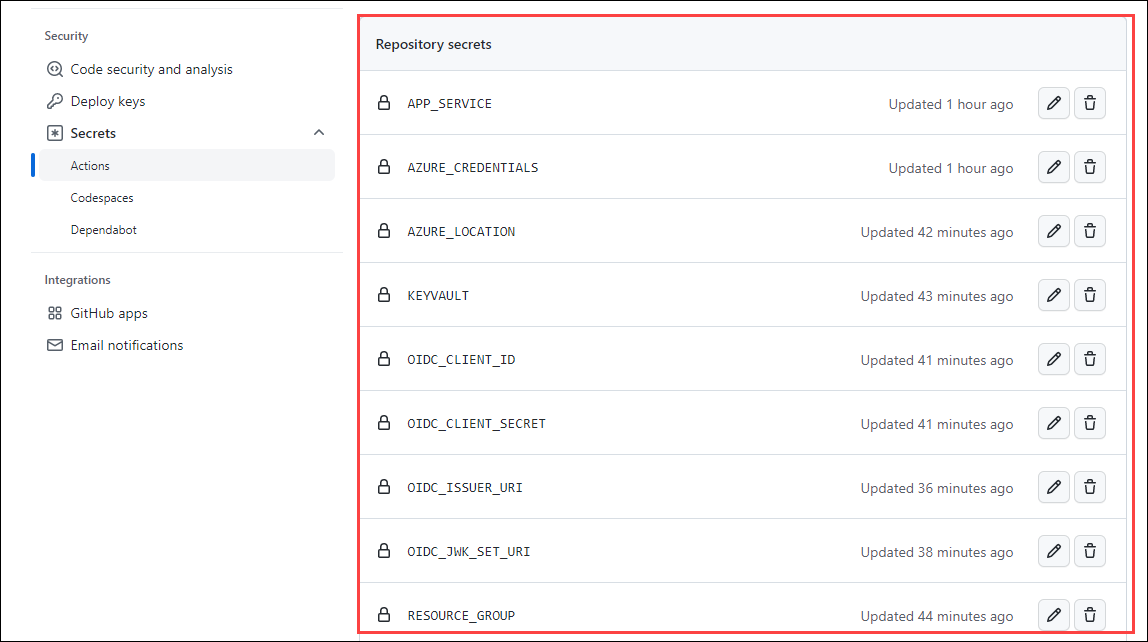 Security
Code security and analysis
Deploy keys
Secrets
Actions
Codespaces
Dependabot
Integrations
GitHub apps
Email notifications
Repository secrets
APP_SERVICE Updated 1 hour ago
AZURE_CREDENTIALS Updated 1 hour ago
AZURE_LOCATION Updated 42 minutes ago
KEYVAULT Updated 43 minutes ago
OIDC_CLIENT_ID Updated 41 minutes ago
OIDC_CLIENT_SECRET Updated 41 minutes ago
OIDC_ISSUER_URI Updated 36 minutes ago
OIDC_JWK_SET_URI Updated 38 minutes ago
RESOURCE_GROUP Updated 44 minutes ago